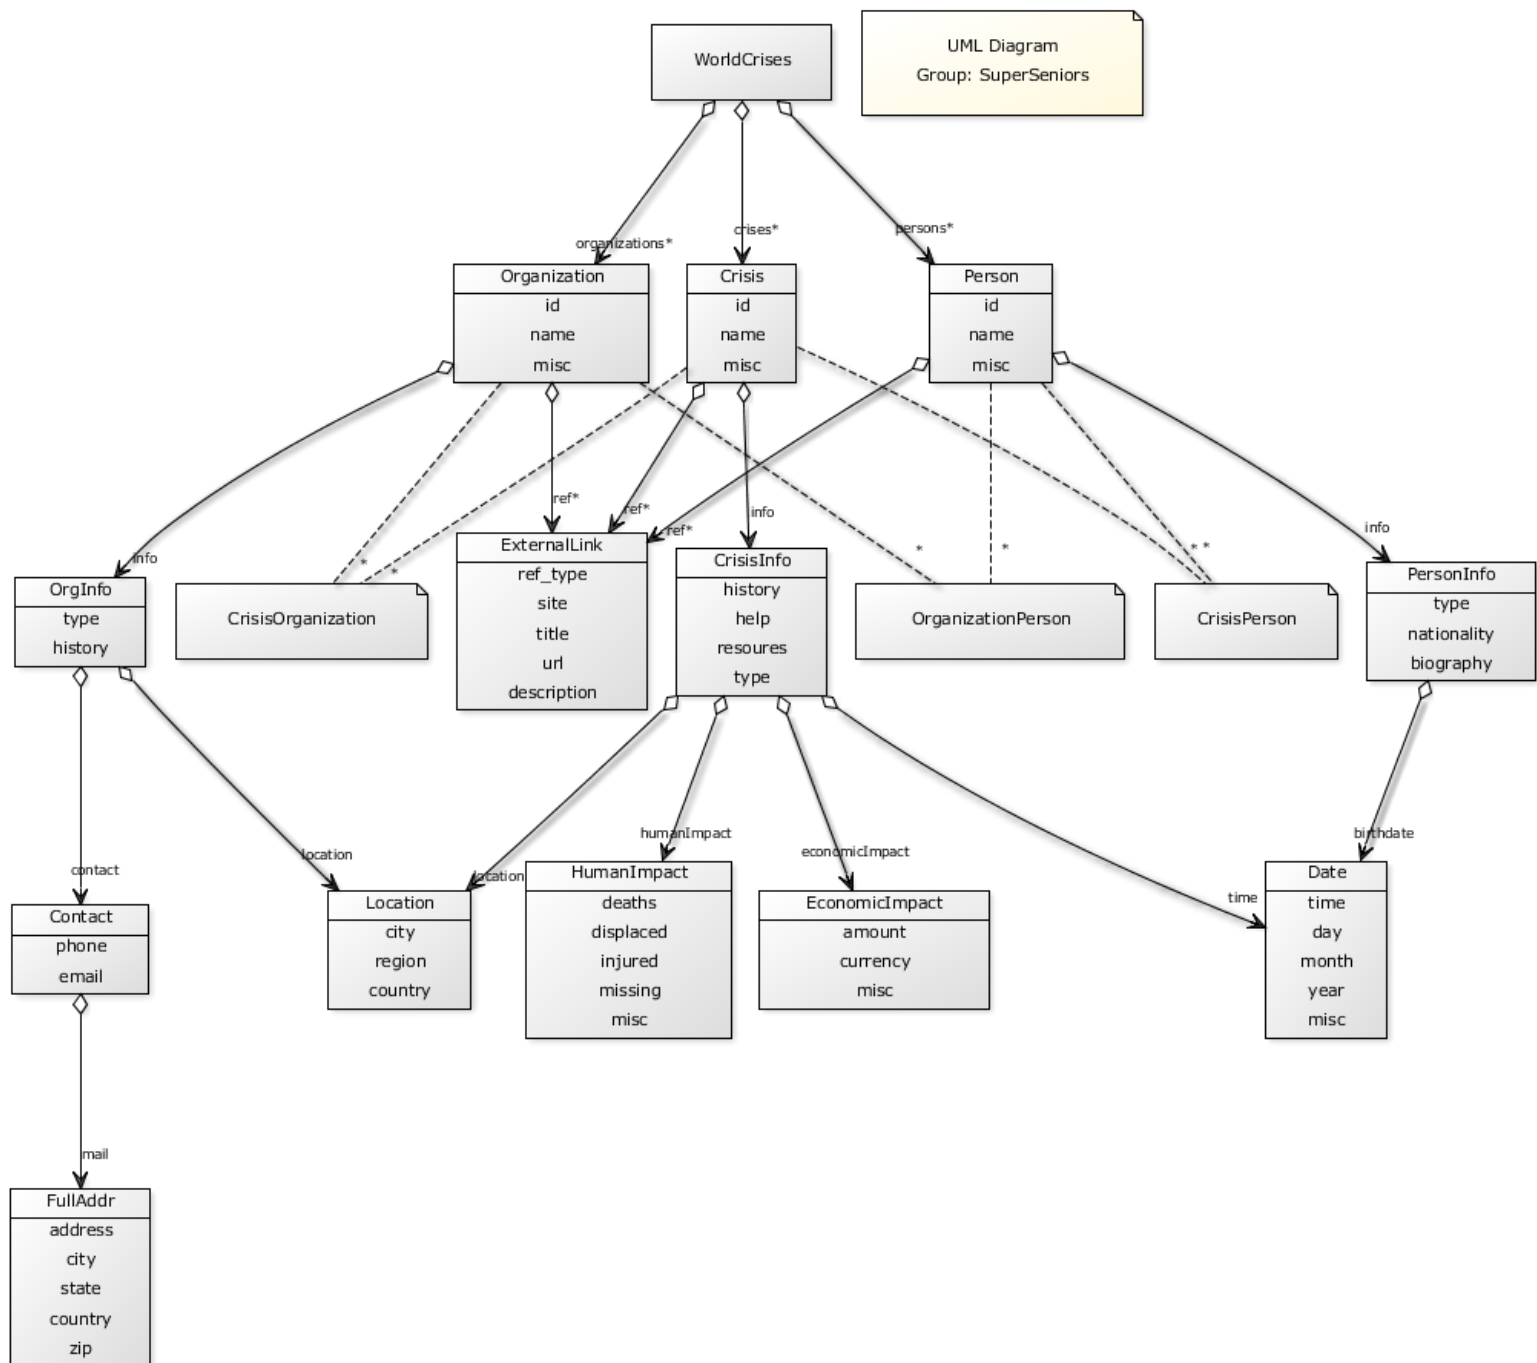 WorldCrises
UML Diagram
Group: SuperSeniors
organizations*
crises*
persons*
Organization
id
name
misc
Crisis
id
name
misc
Person
id
name
misc
info
*
*
ref*
ref*
ref*
info
*
*
* *
info
OrgInfo
type
history
CrisisOrganization
ExternalLink
ref_type
site
title
url
description
CrisisInfo
history
help
resoures
type
OrganizationPerson
CrisisPerson
PersonInfo
type
nationality
biography
contact
location
location
humanImpact
economicImpact
time
birthdate
Contact
phone
email
Location
city
region
country
HumanImpact
deaths
displaced
injured
missing
misc
EconomicImpact
amount
currency
misc
Date
time
day
month
year
misc
mail
FullAddr
address
city
state
country
zip